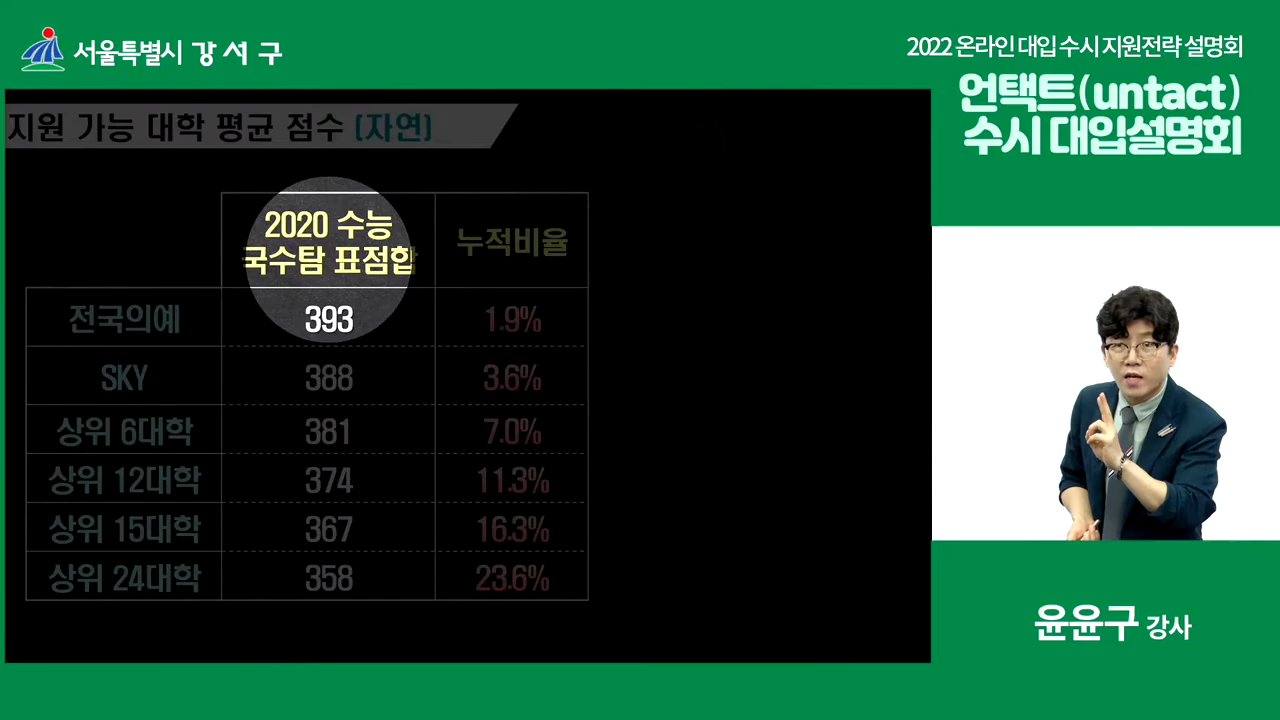 서울특별시 강서구
2022 온라인 대입 수시 지원전략 설명회
언택트(untact)
수시 대입설명회
지원 가능 대학 평균 점수 (자연)
2020 수능
국수탐 표점합
누적비율
전국의예 393 1.9%
SKY 388 3.6%
상위 6대학 381 7.0%
상위 12대학 374 11.3%
상위 15대학 367 16.3%
상위 24대학 358 23.6%
윤윤구 강사